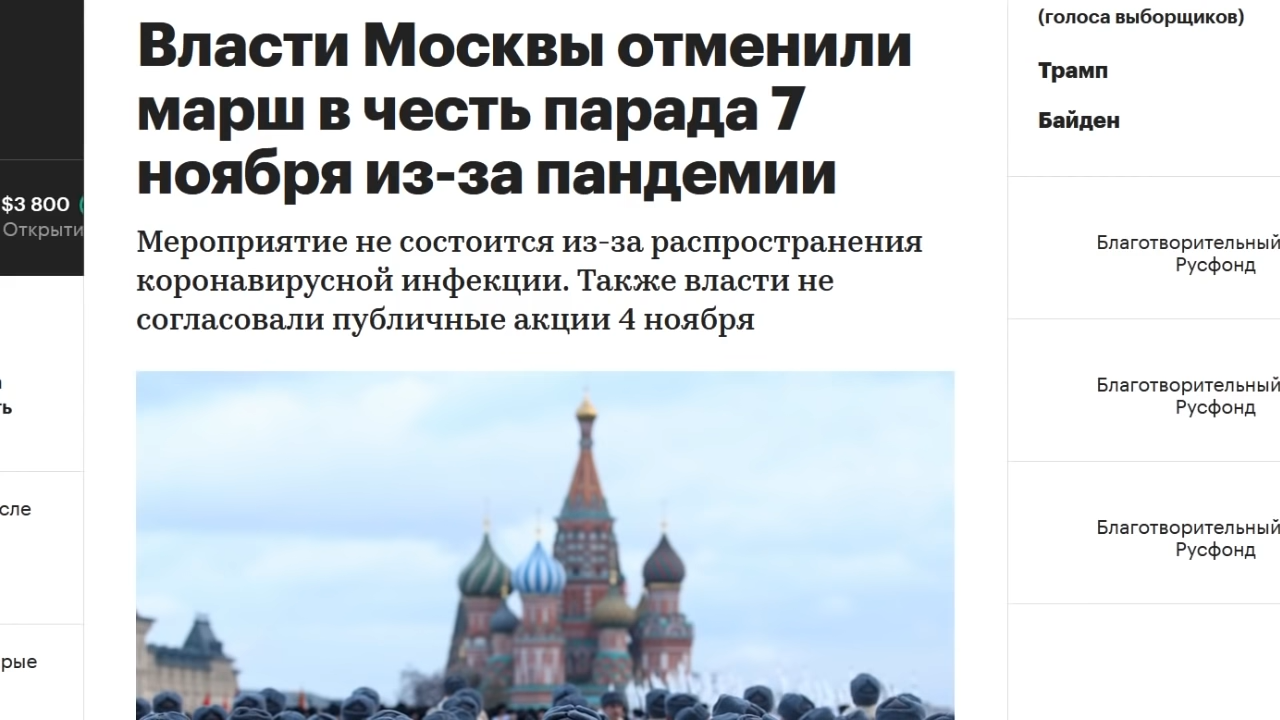 Власти Москвы отменили
марш в честь парада 7
ноября из-за пандемии
Мероприятие не состоится из-за распространения
коронавирусной инфекции. Также власти не
согласовали публичные акции 4 ноября
$3 800
Открыти
сле
рые
(голоса выборщиков)
Трамп
Байден
Благотворительный
Русфонд
Благотворительный
Русфонд
Благотворительный
Русфонд